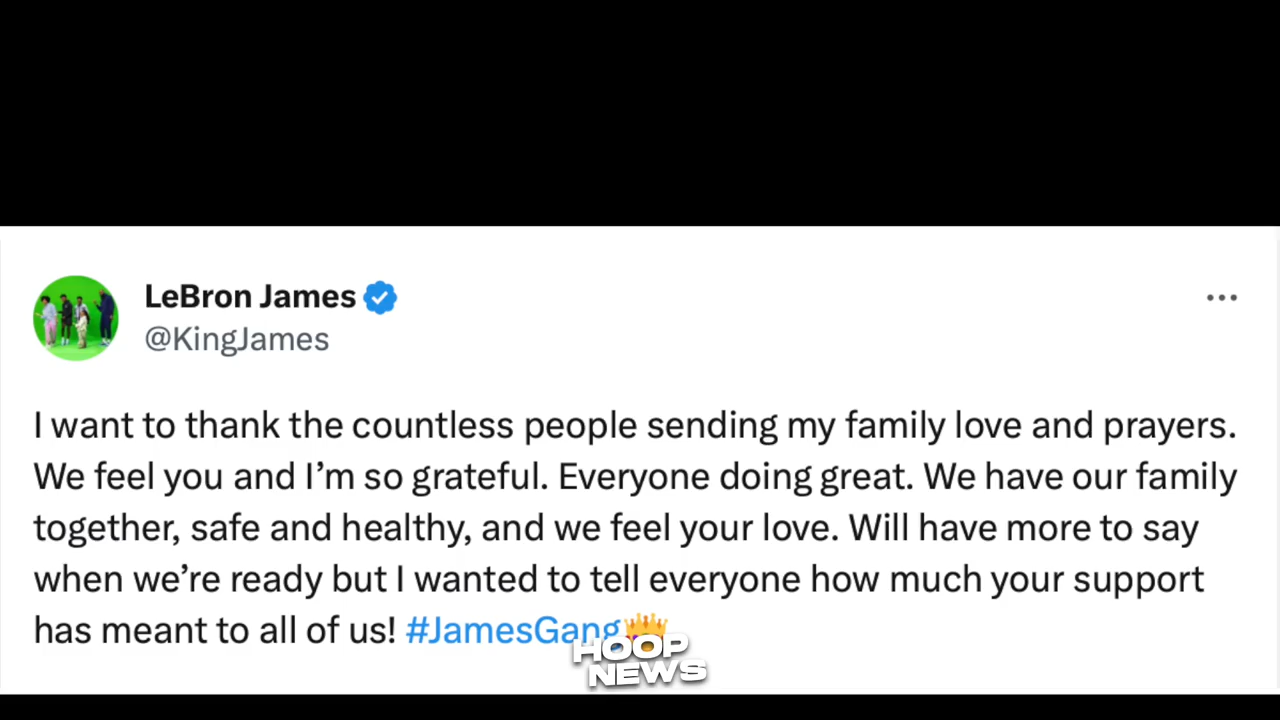 LeBron James
@KingJames
I want to thank the countless people sending my family love and prayers.
We feel you and I’m so grateful. Everyone doing great. We have our family
together, safe and healthy, and we feel your love. Will have more to say
when we’re ready but I wanted to tell everyone how much your support
has meant to all of us! #JamesGang👑
HOOP
NEWS